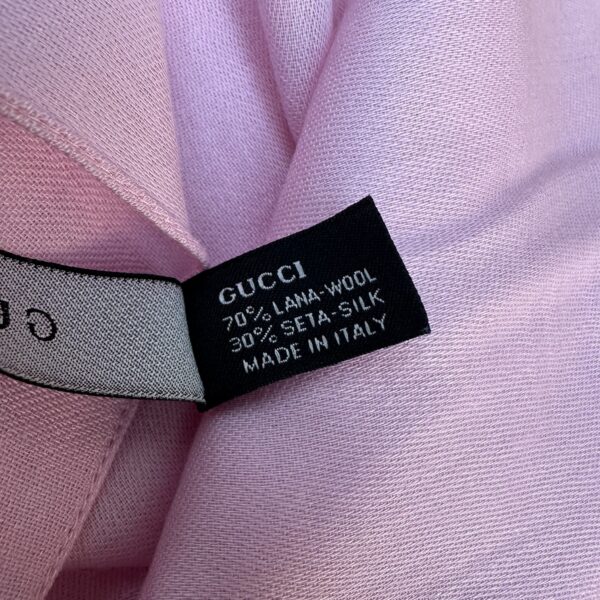 GUCCI
70% LANA-WOOL
30% SETA-SILK
MADE IN ITALY